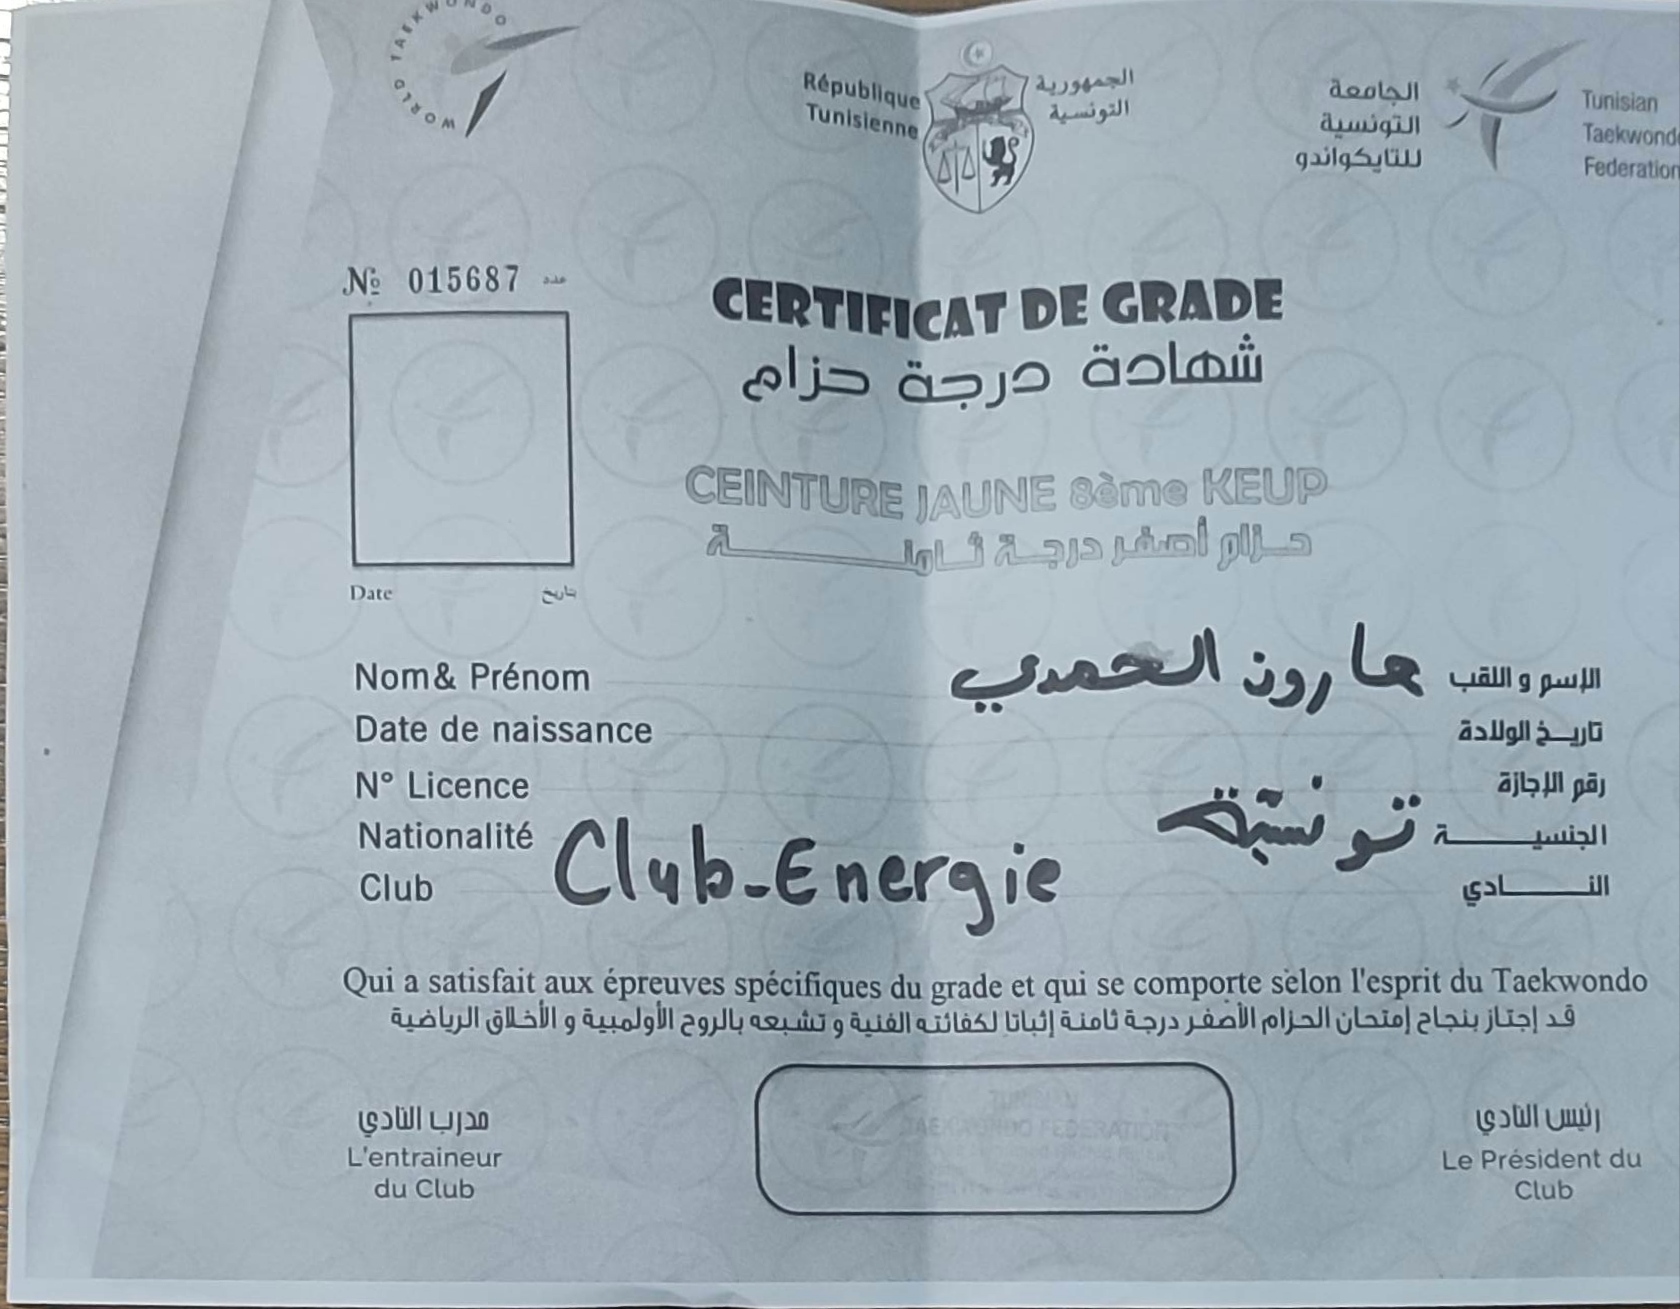 WORLD TAEKWONDO
République
Tunisienne
الجمهورية
التونسية
الجامعة
التونسية
للتايكواندو
Tunisian
Taekwondo
Federation
№ 015687 عدد
CERTIFICAT DE GRADE
شهادة درجة حزام
CEINTURE JAUNE 8ème KEUP
حزام أصفر درجة ثامنة
Date تاريخ
Nom& Prénom هارون الحمدي الإسم و اللقب
Date de naissance تاريخ الولادة
N° Licence رقم الإجازة
Nationalité تونسيّة الجنسية
Club Club-Energie النادي
Qui a satisfait aux épreuves spécifiques du grade et qui se comporte selon l'esprit du Taekwondo
قد إجتاز بنجاح إمتحان الحزام الأصفر درجة ثامنة إثباتا لكفائته الفنية و تشبعه بالروح الأولمبية و الأخلاق الرياضية
مدرب النادي
L'entraineur
du Club
TUNISIAN
TAEKWONDO FEDERATION
رئيس النادي
Le Président du
Club